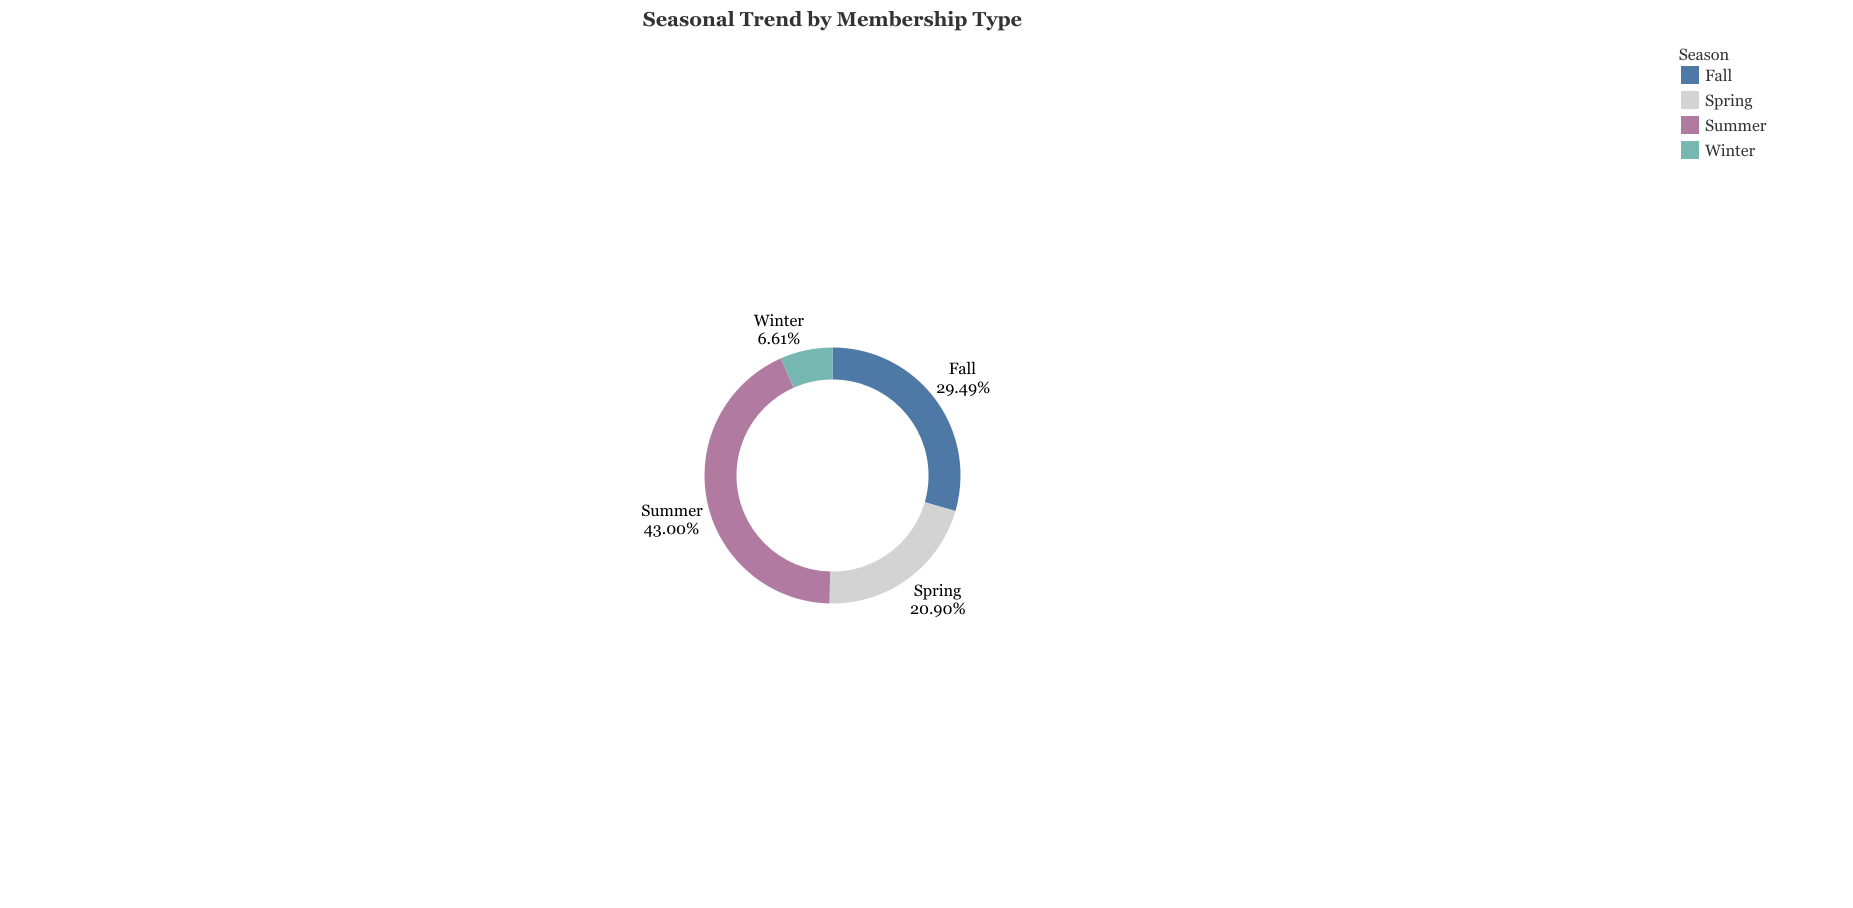 Seasonal Trend by Membership Type
Season
Fall
Spring
Summer
Winter
Winter
6.61%
Fall
29.49%
Summer
43.00%
Spring
20.90%